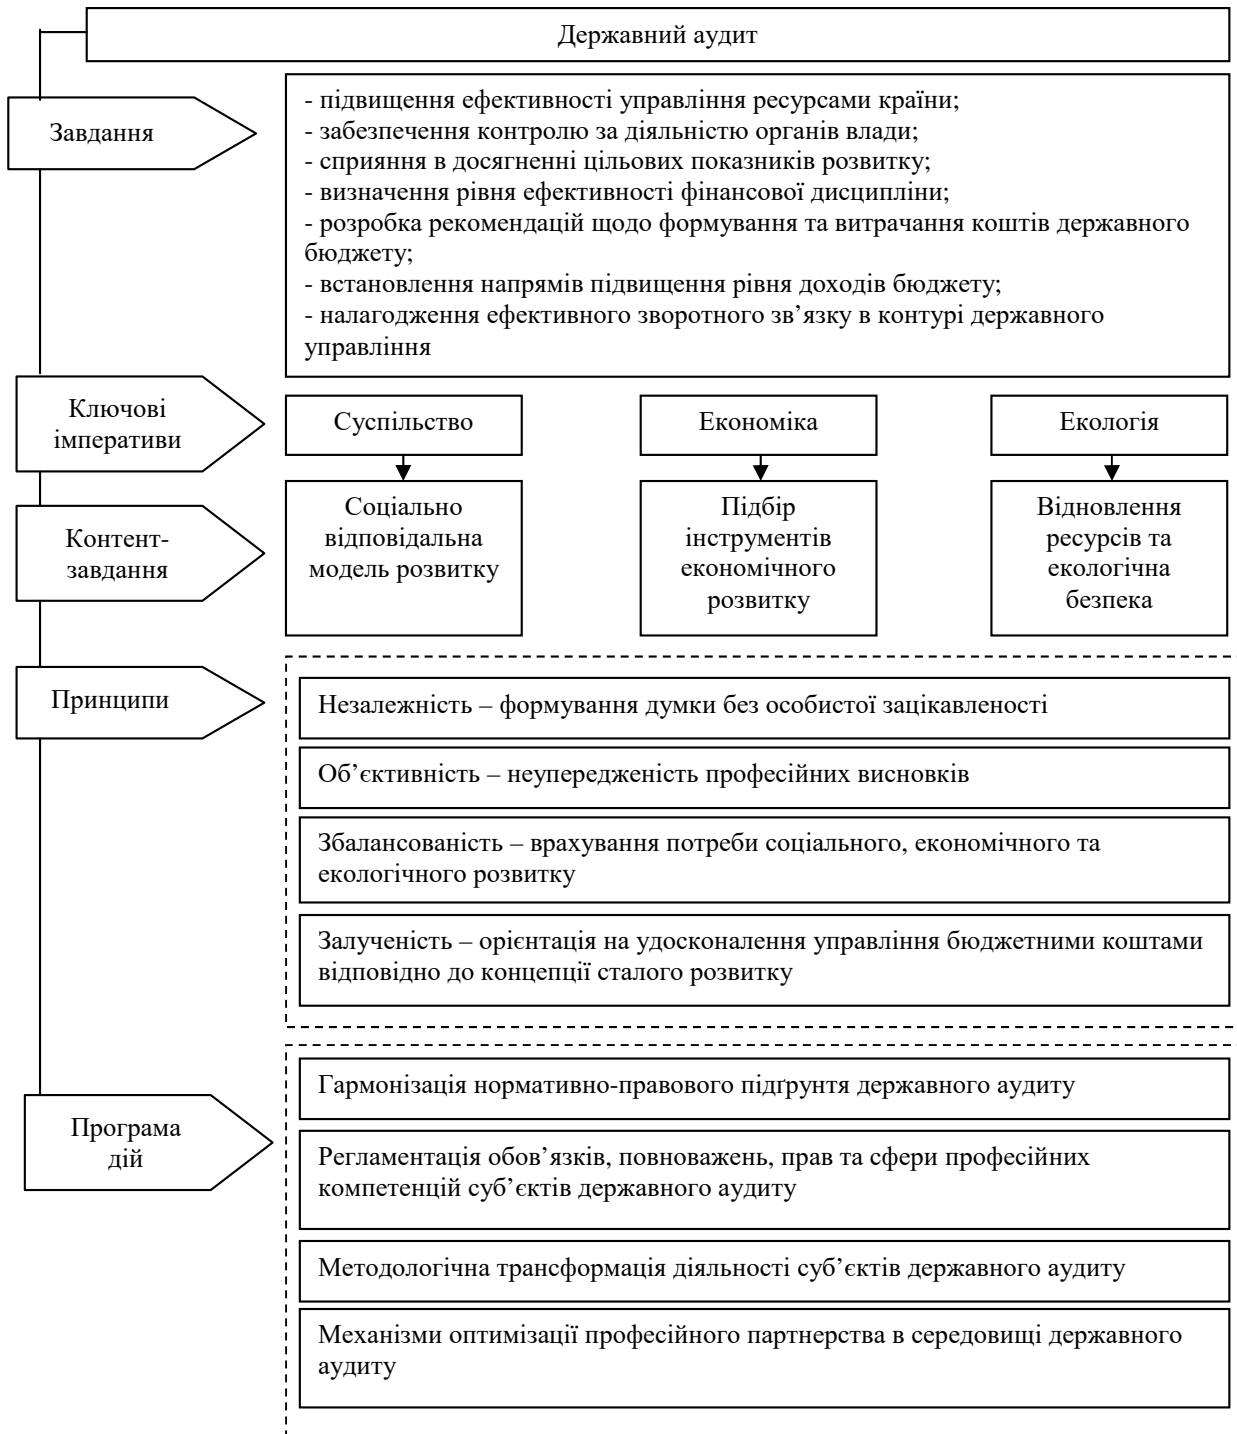 Державний аудит
Завдання
- підвищення ефективності управління ресурсами країни;
- забезпечення контролю за діяльністю органів влади;
- сприяння в досягненні цільових показників розвитку;
- визначення рівня ефективності фінансової дисципліни;
- розробка рекомендацій щодо формування та витрачання коштів державного
бюджету;
- встановлення напрямів підвищення рівня доходів бюджету;
- налагодження ефективного зворотного зв’язку в контурі державного
управління
Ключові
імперативи
Суспільство
Економіка
Екологія
Контент-
завдання
Соціально
відповідальна
модель розвитку
Підбір
інструментів
економічного
розвитку
Відновлення
ресурсів та
екологічна
безпека
Принципи
Незалежність – формування думки без особистої зацікавленості
Об’єктивність – неупередженість професійних висновків
Збалансованість – врахування потреби соціального, економічного та
екологічного розвитку
Залученість – орієнтація на удосконалення управління бюджетними коштами
відповідно до концепції сталого розвитку
Програма
дій
Гармонізація нормативно-правового підґрунтя державного аудиту
Регламентація обов’язків, повноважень, прав та сфери професійних
компетенцій суб’єктів державного аудиту
Методологічна трансформація діяльності суб’єктів державного аудиту
Механізми оптимізації професійного партнерства в середовищі державного
аудиту